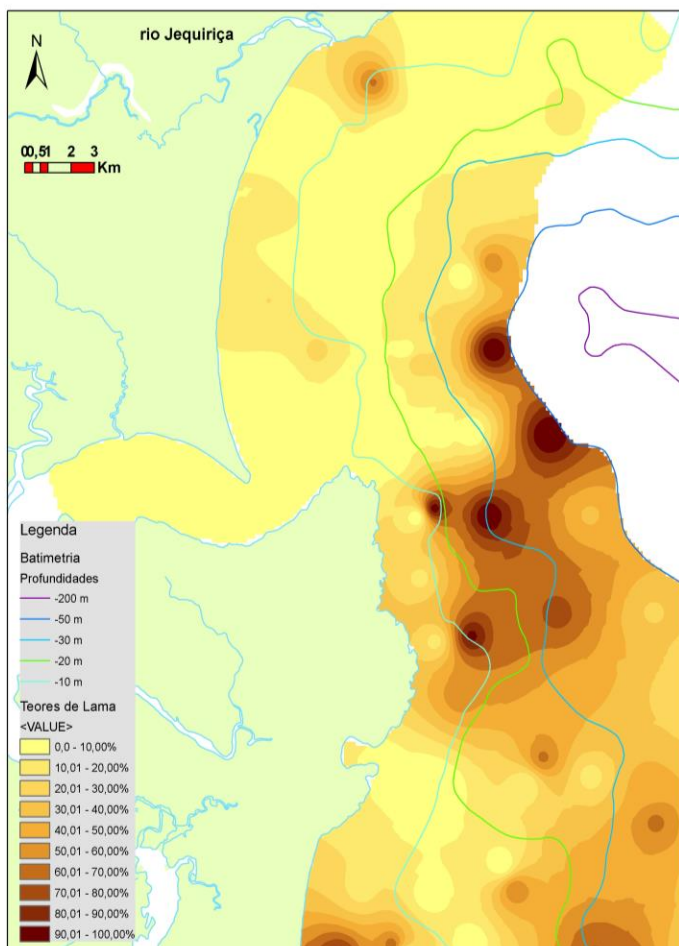 rio Jequiriça
N
00,51 2 3
Km
Legenda
Batimetria
Profundidades
-200 m
-50 m
-30 m
-20 m
-10 m
Teores de Lama
<VALUE>
0,0 - 10,00%
10,01 - 20,00%
20,01 - 30,00%
30,01 - 40,00%
40,01 - 50,00%
50,01 - 60,00%
60,01 - 70,00%
70,01 - 80,00%
80,01 - 90,00%
90,01 - 100,00%